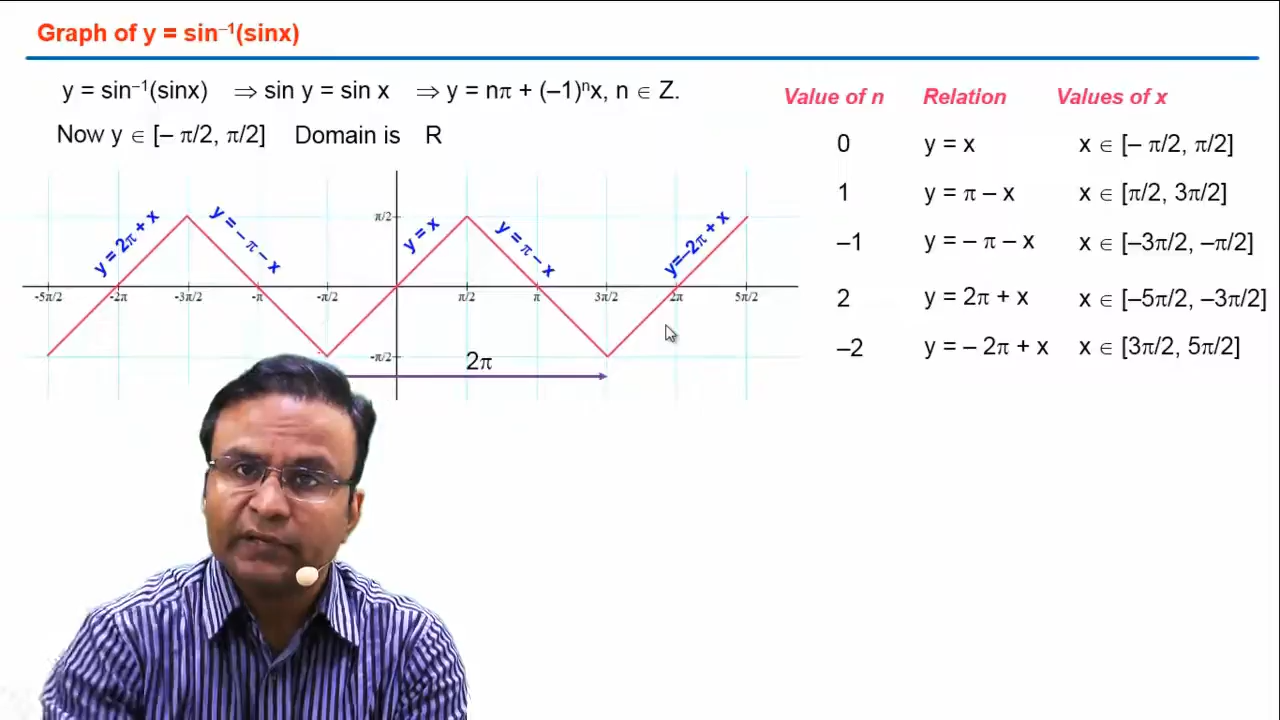 Graph of y = sin⁻¹(sinx)
y = sin⁻¹(sinx) ⇒ sin y = sin x ⇒ y = nπ + (–1)ⁿx, n ∈ Z.
Now y ∈ [– π/2, π/2] Domain is R
Value of n Relation Values of x
0 y = x x ∈ [– π/2, π/2]
1 y = π – x x ∈ [π/2, 3π/2]
–1 y = – π – x x ∈ [–3π/2, –π/2]
2 y = 2π + x x ∈ [–5π/2, –3π/2]
–2 y = – 2π + x x ∈ [3π/2, 5π/2]
y = 2π + x y = – π – x y = x y = π – x y=–2π + x
π/2
-5π/2 -2π -3π/2 -π -π/2 π/2 π 3π/2 2π 5π/2
-π/2
2π